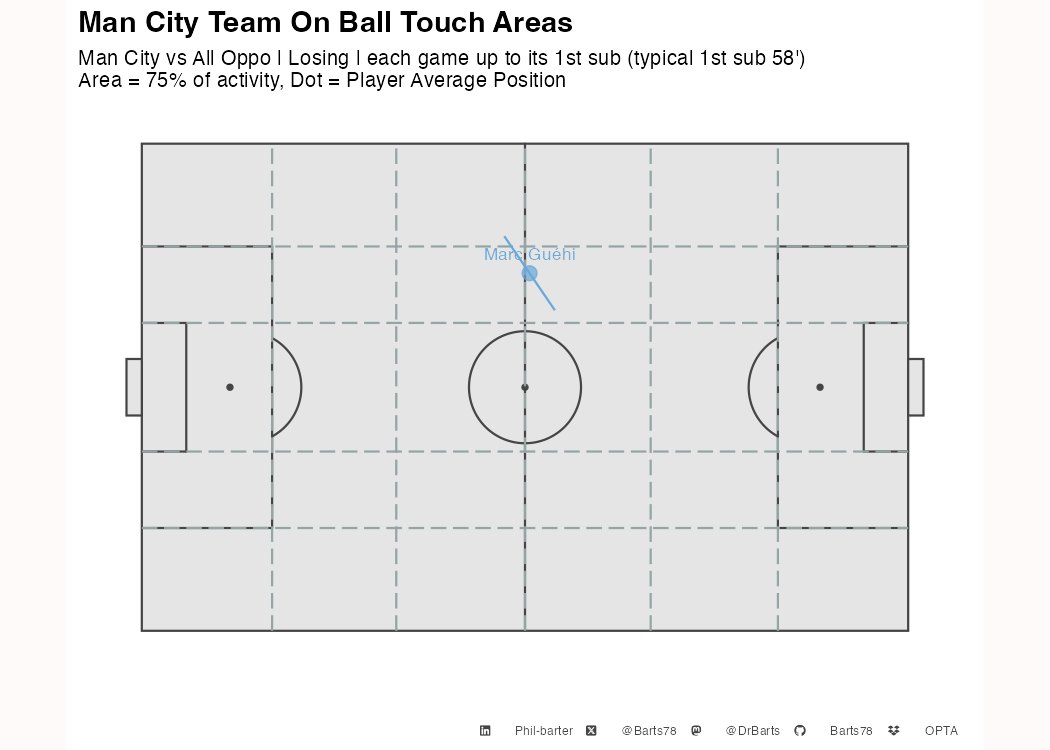 Man City Team On Ball Touch Areas
Man City vs All Oppo | Losing | each game up to its 1st sub (typical 1st sub 58')
Area = 75% of activity, Dot = Player Average Position
Marc Guéhi
Phil-barter @Barts78 @DrBarts Barts78 OPTA